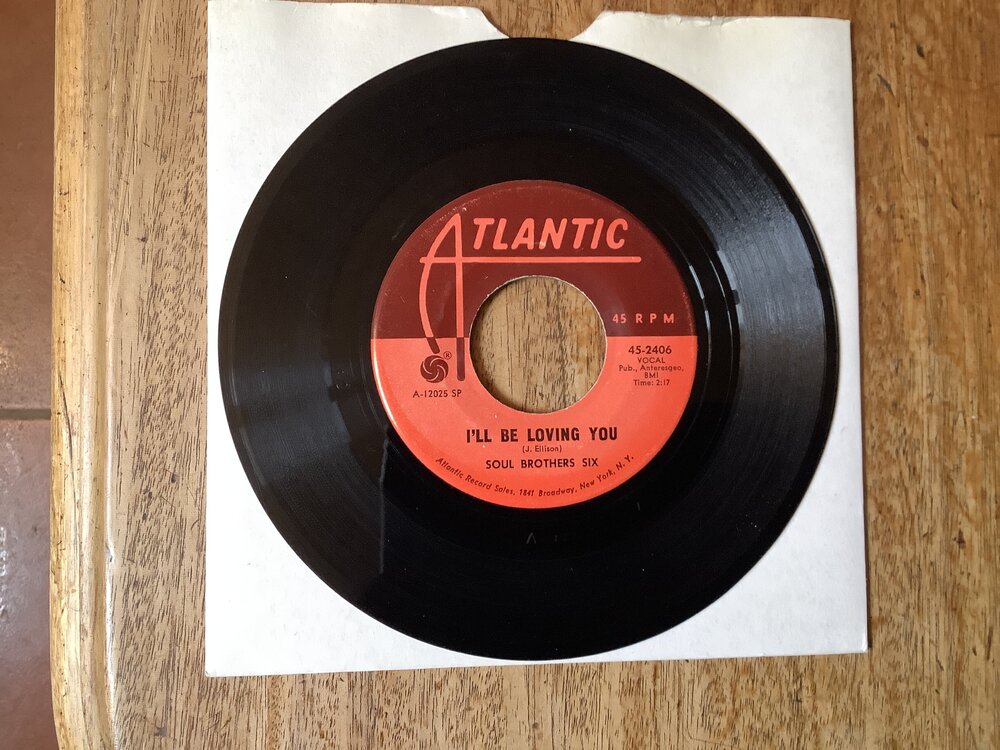 ATLANTIC
45 RPM
®
45-2406
VOCAL
Pub., Anteresgeo,
BMI
Time: 2:17
A-12025 SP
I'LL BE LOVING YOU
(J. Ellison)
SOUL BROTHERS SIX
Atlantic Record Sales, 1841 Broadway, New York, N. Y.